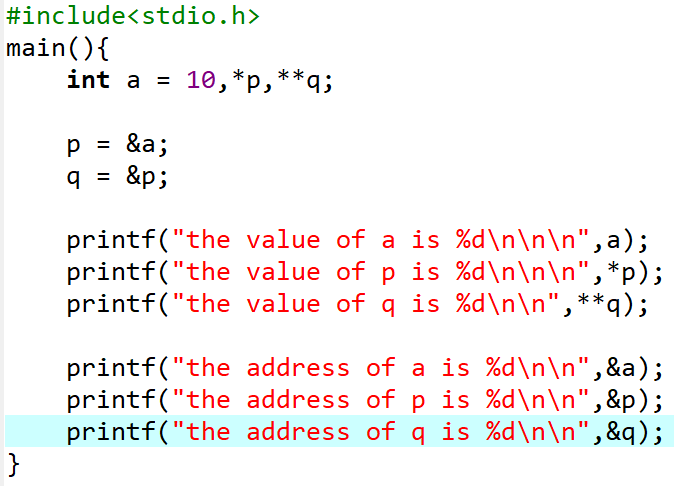 #include<stdio.h>
main(){
    int a = 10,*p,**q;

    p = &a;
    q = &p;

    printf("the value of a is %d\n\n\n",a);
    printf("the value of p is %d\n\n\n",*p);
    printf("the value of q is %d\n\n",**q);

    printf("the address of a is %d\n\n",&a);
    printf("the address of p is %d\n\n",&p);
    printf("the address of q is %d\n\n",&q);
}